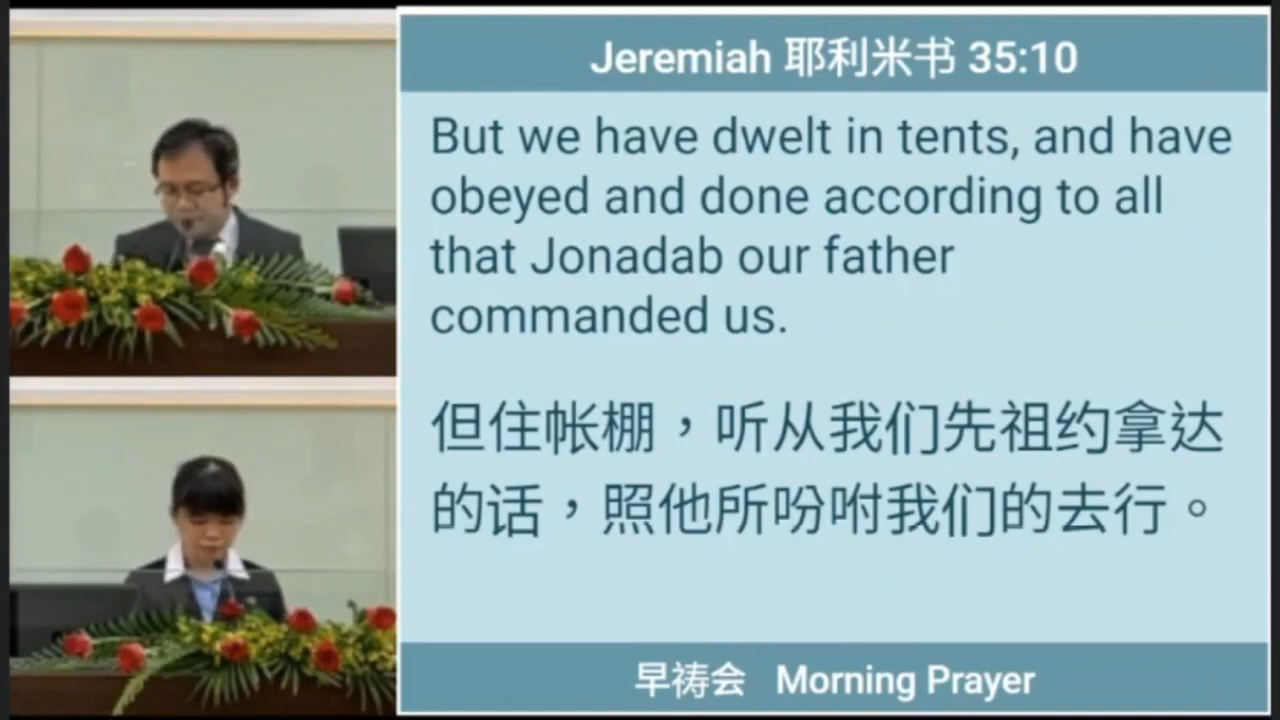 Jeremiah 耶利米书 35:10
But we have dwelt in tents, and have
obeyed and done according to all
that Jonadab our father
commanded us.
但住帐棚，听从我们先祖约拿达
的话，照他所吩咐我们的去行。
早祷会 Morning Prayer